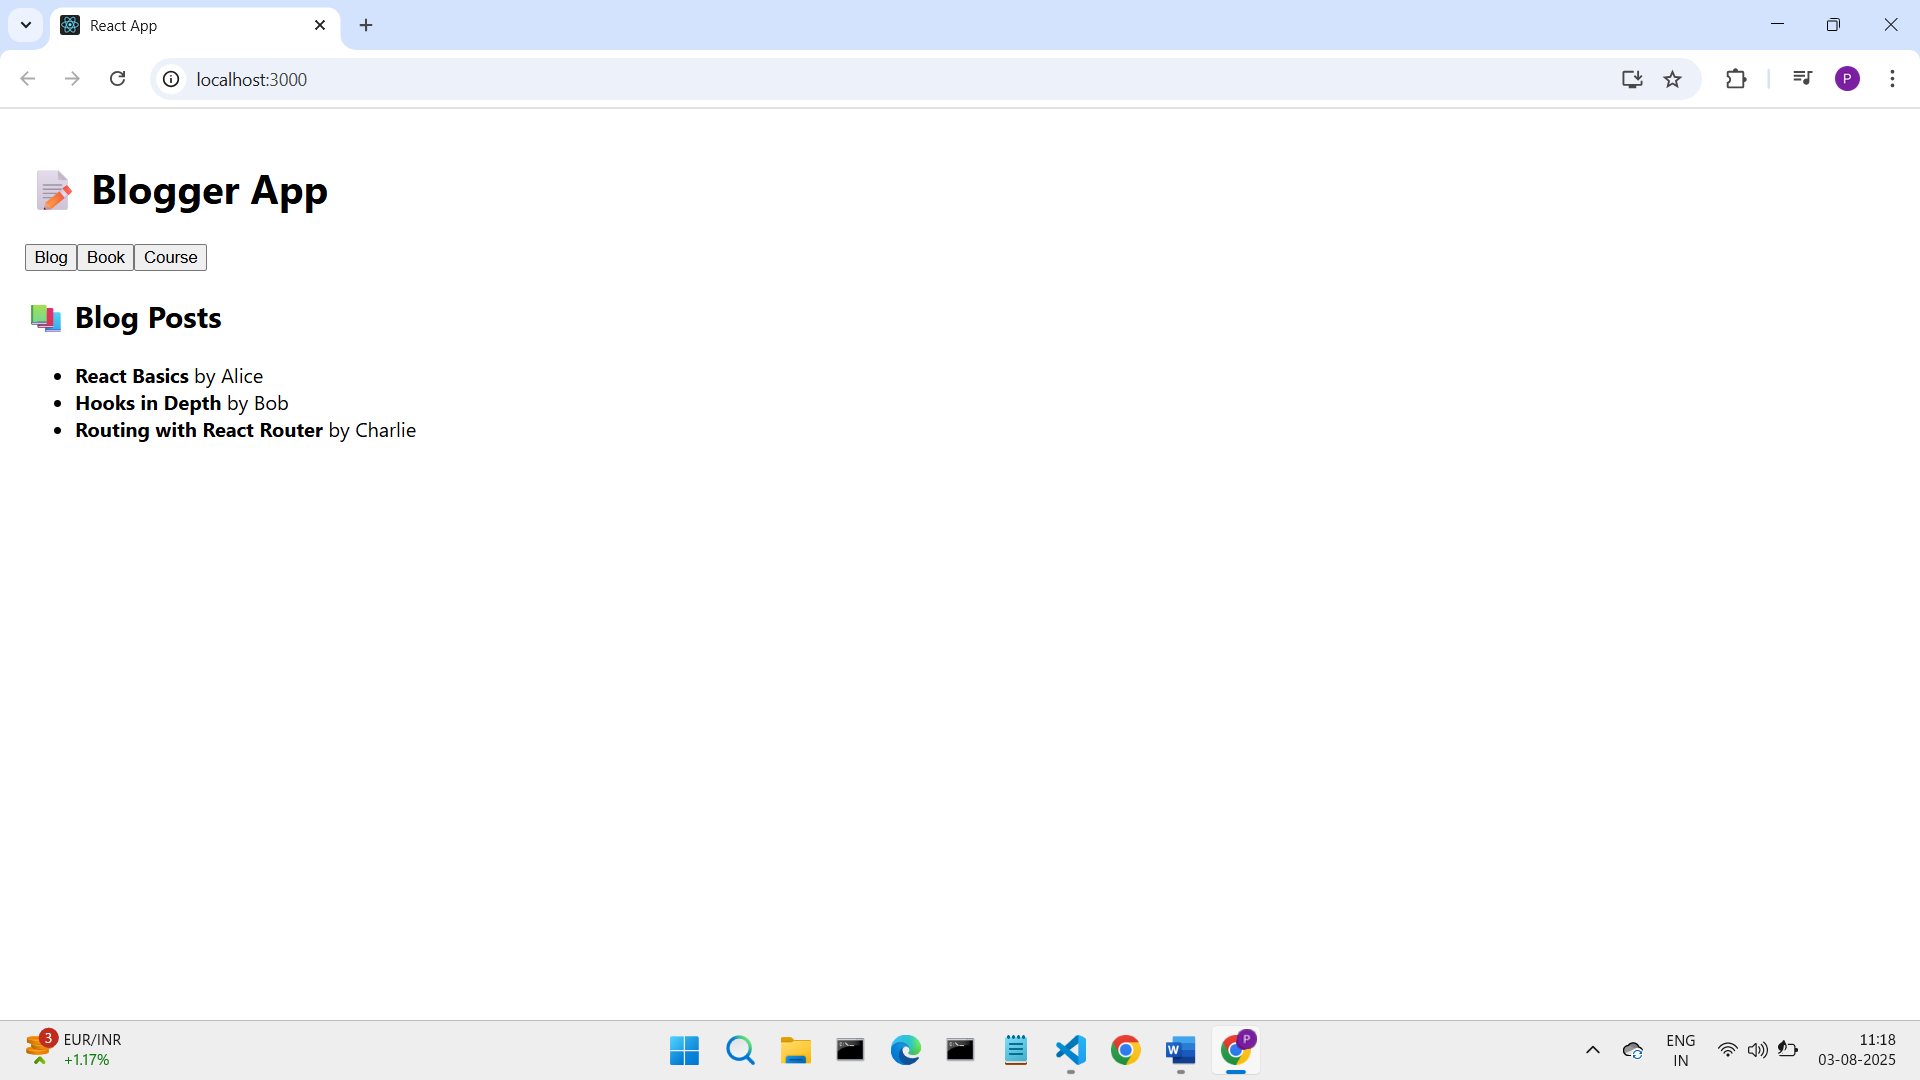 React App
localhost:3000
P
Blogger App
Blog Book Course
Blog Posts
React Basics by Alice
Hooks in Depth by Bob
Routing with React Router by Charlie
3
EUR/INR
+1.17%
W
P
ENG
IN
11:18
03-08-2025